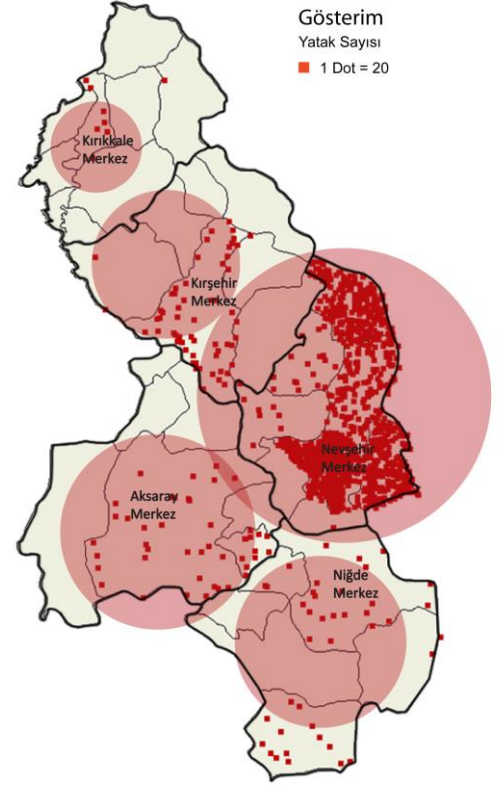 Gösterim
Yatak Sayısı
1 Dot = 20
Kırıkkale
Merkez
Kırşehir
Merkez
Nevşehir
Merkez
Aksaray
Merkez
Niğde
Merkez